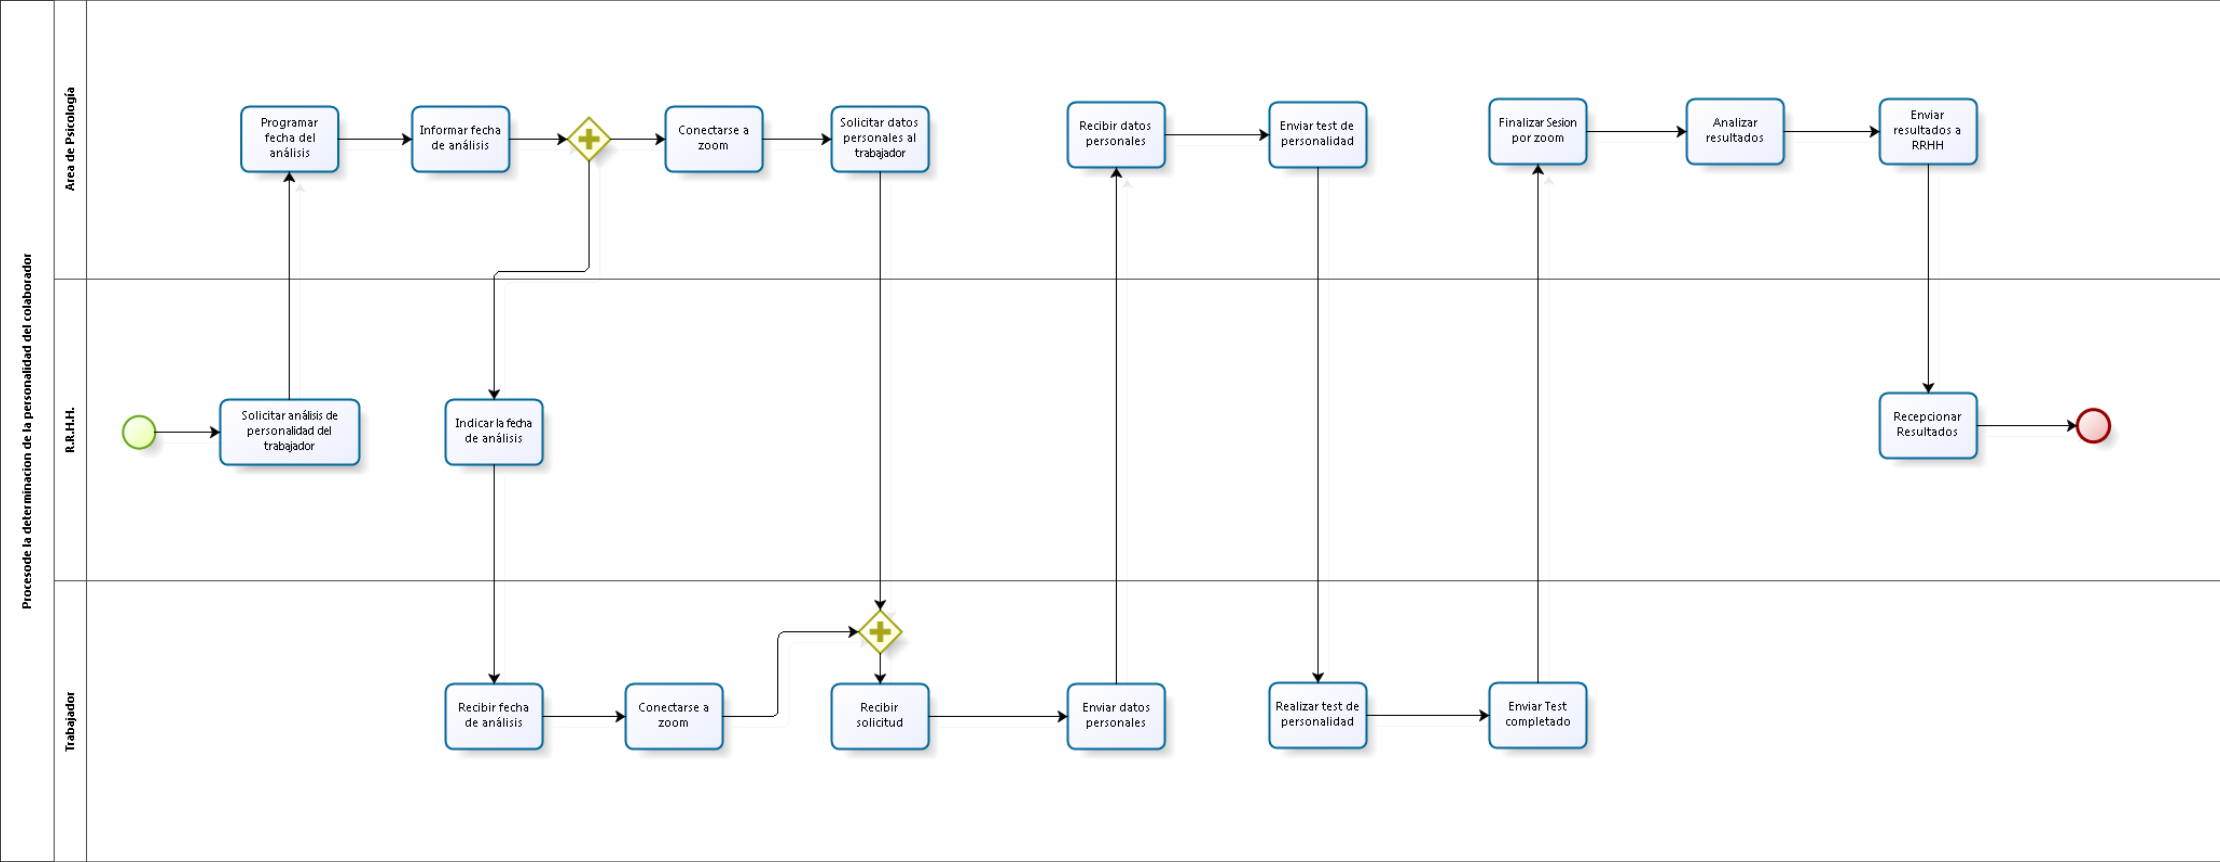 Procesode la determinacion de la personalidad del colaborador
Area de Psicología
Programar
fecha del
análisis
Informar fecha
de análisis
Conectarse a
zoom
Solicitar datos
personales al
trabajador
Recibir datos
personales
Enviar test de
personalidad
Finalizar Sesion
por zoom
Analizar
resultados
Enviar
resultados a
RRHH
R.R.H.H.
Solicitar análisis de
personalidad del
trabajador
Indicar la fecha
de análisis
Recepcionar
Resultados
Trabajador
Recibir fecha
de análisis
Conectarse a
zoom
Recibir
solicitud
Enviar datos
personales
Realizar test de
personalidad
Enviar Test
completado